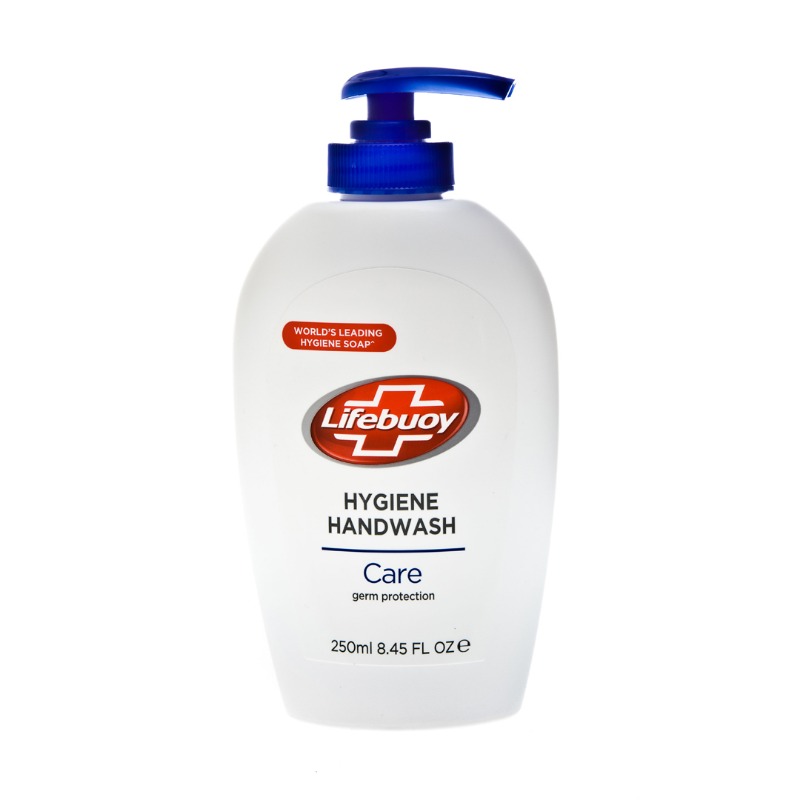 WORLD'S LEADING
HYGIENE SOAP^
Lifebuoy
HYGIENE
HANDWASH
Care
germ protection
250ml 8.45 FL OZ ℮